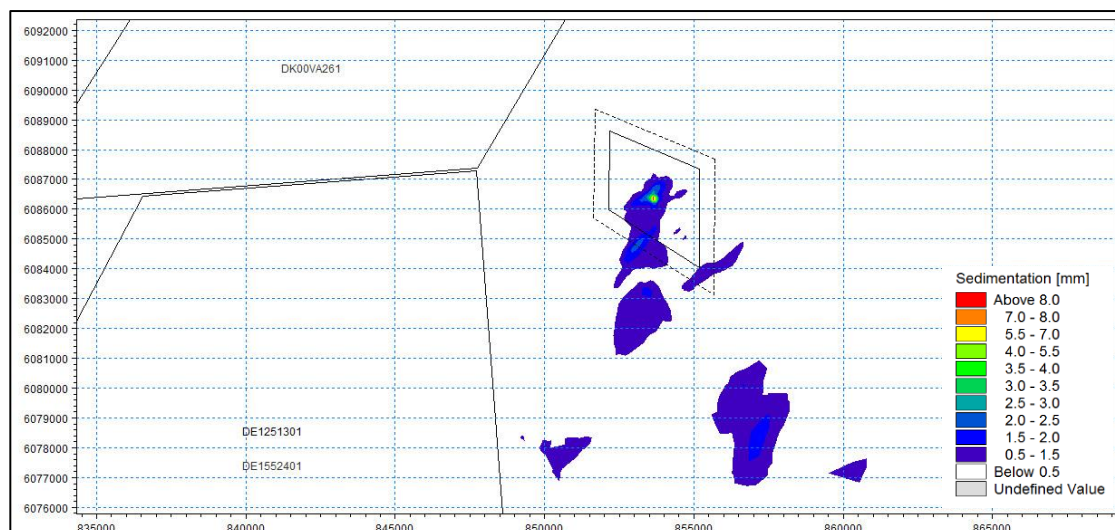 6092000
6091000
DK00VA261
6090000
6089000
6088000
6087000
6086000
6085000
6084000
6083000
6082000
6081000
6080000
6079000
6078000
6077000
6076000
DE1251301
DE1552401
Sedimentation [mm]
Above 8.0
7.0 - 8.0
5.5 - 7.0
4.0 - 5.5
3.5 - 4.0
3.0 - 3.5
2.5 - 3.0
2.0 - 2.5
1.5 - 2.0
0.5 - 1.5
Below 0.5
Undefined Value
835000 840000 845000 850000 855000 860000 865000